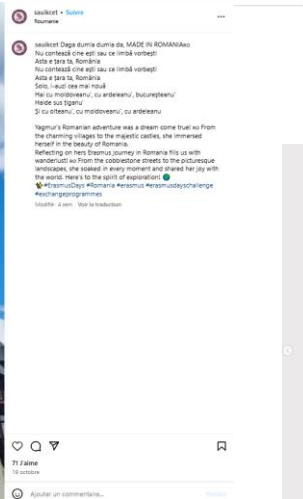 sauikcet • Suivre
Roumanie
sauikcet Daga dumla dumla da, MADE IN ROMANIA
Nu contează cine ești sau ce limbă vorbești
Asta e țara ta, România
Nu contează cine ești sau ce limbă vorbești
Asta e țara ta, România
Solo, i-auzi cea mai nouă
Hai cu moldoveanu', cu ardeleanu', bucureșteanu'
Haide sus țiganu'
Și cu olteanu', cu moldoveanu', cu ardeleanu
Yagmur's Romanian adventure was a dream come true! From
the charming villages to the majestic castles, she immersed
herself in the beauty of Romania.
Reflecting on hers Erasmus journey in Romania fills us with
wanderlust! From the cobblestone streets to the picturesque
landscapes, she soaked in every moment and shared her joy with
the world. Here's to the spirit of exploration!
#ErasmusDays #Romania #erasmus #erasmusdayschallenge
#exchangeprogrammes
Modifié · 4 sem Voir la traduction
71 J'aime
19 octobre
Ajouter un commentaire...